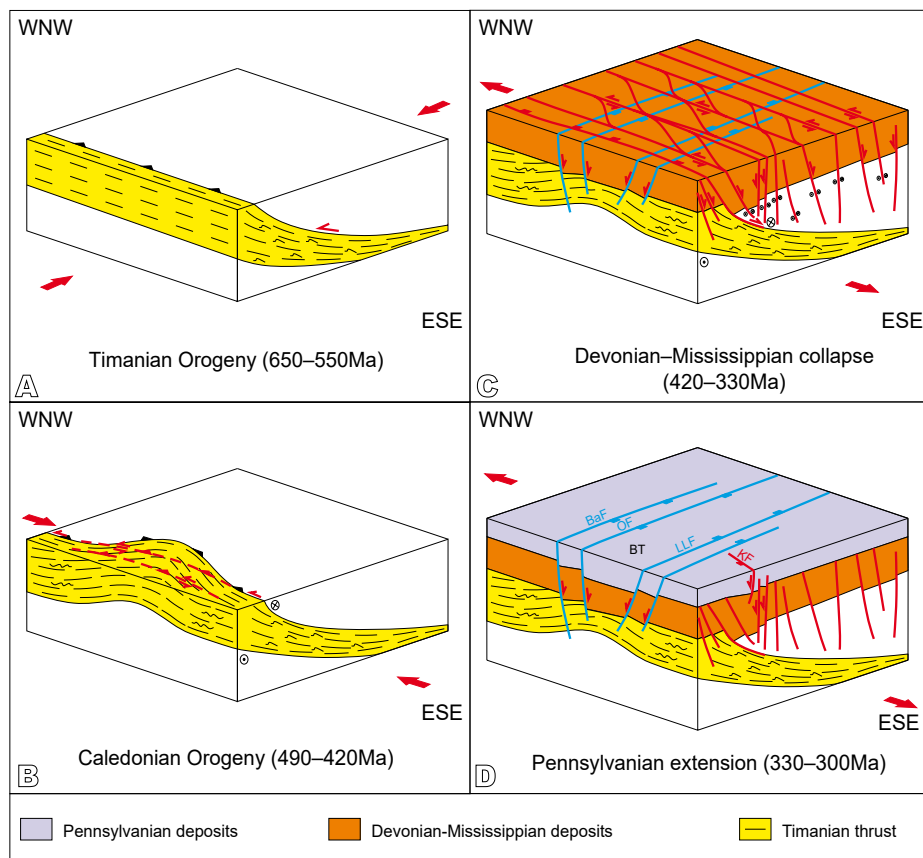 WNW
ESE
Timanian Orogeny (650–550Ma)
A
WNW
ESE
Caledonian Orogeny (490–420Ma)
B
WNW
ESE
Devonian–Mississippian collapse
(420–330Ma)
C
WNW
BaF
OF
BT
LLF
KF
ESE
Pennsylvanian extension (330–300Ma)
D
Pennsylvanian deposits
Devonian-Mississippian deposits
Timanian thrust